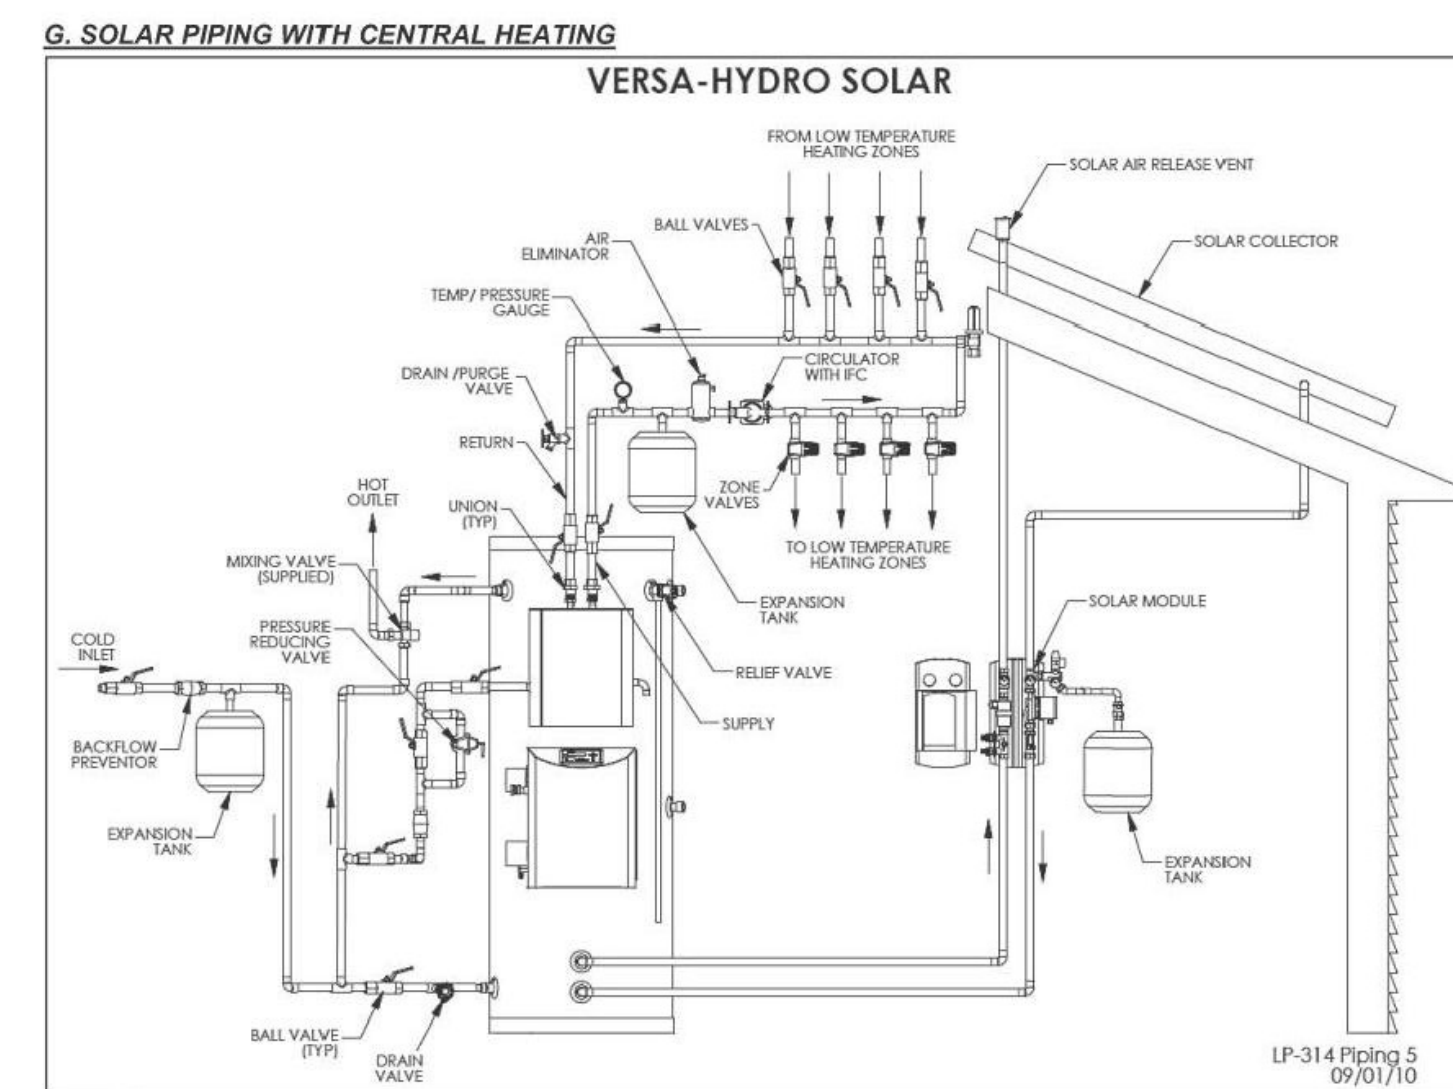 G. SOLAR PIPING WITH CENTRAL HEATING
VERSA-HYDRO SOLAR
FROM LOW TEMPERATURE
HEATING ZONES
SOLAR AIR RELEASE VENT
BALL VALVES
AIR
ELIMINATOR
SOLAR COLLECTOR
TEMP/ PRESSURE
GAUGE
CIRCULATOR
WITH IFC
DRAIN /PURGE
VALVE
RETURN
HOT
OUTLET
UNION
(TYP)
ZONE
VALVES
TO LOW TEMPERATURE
HEATING ZONES
MIXING VALVE
(SUPPLIED)
EXPANSION
TANK
SOLAR MODULE
PRESSURE
REDUCING
VALVE
COLD
INLET
RELIEF VALVE
SUPPLY
BACKFLOW
PREVENTOR
EXPANSION
TANK
EXPANSION
TANK
BALL VALVE
(TYP)
DRAIN
VALVE
LP-314 Piping 5
09/01/10